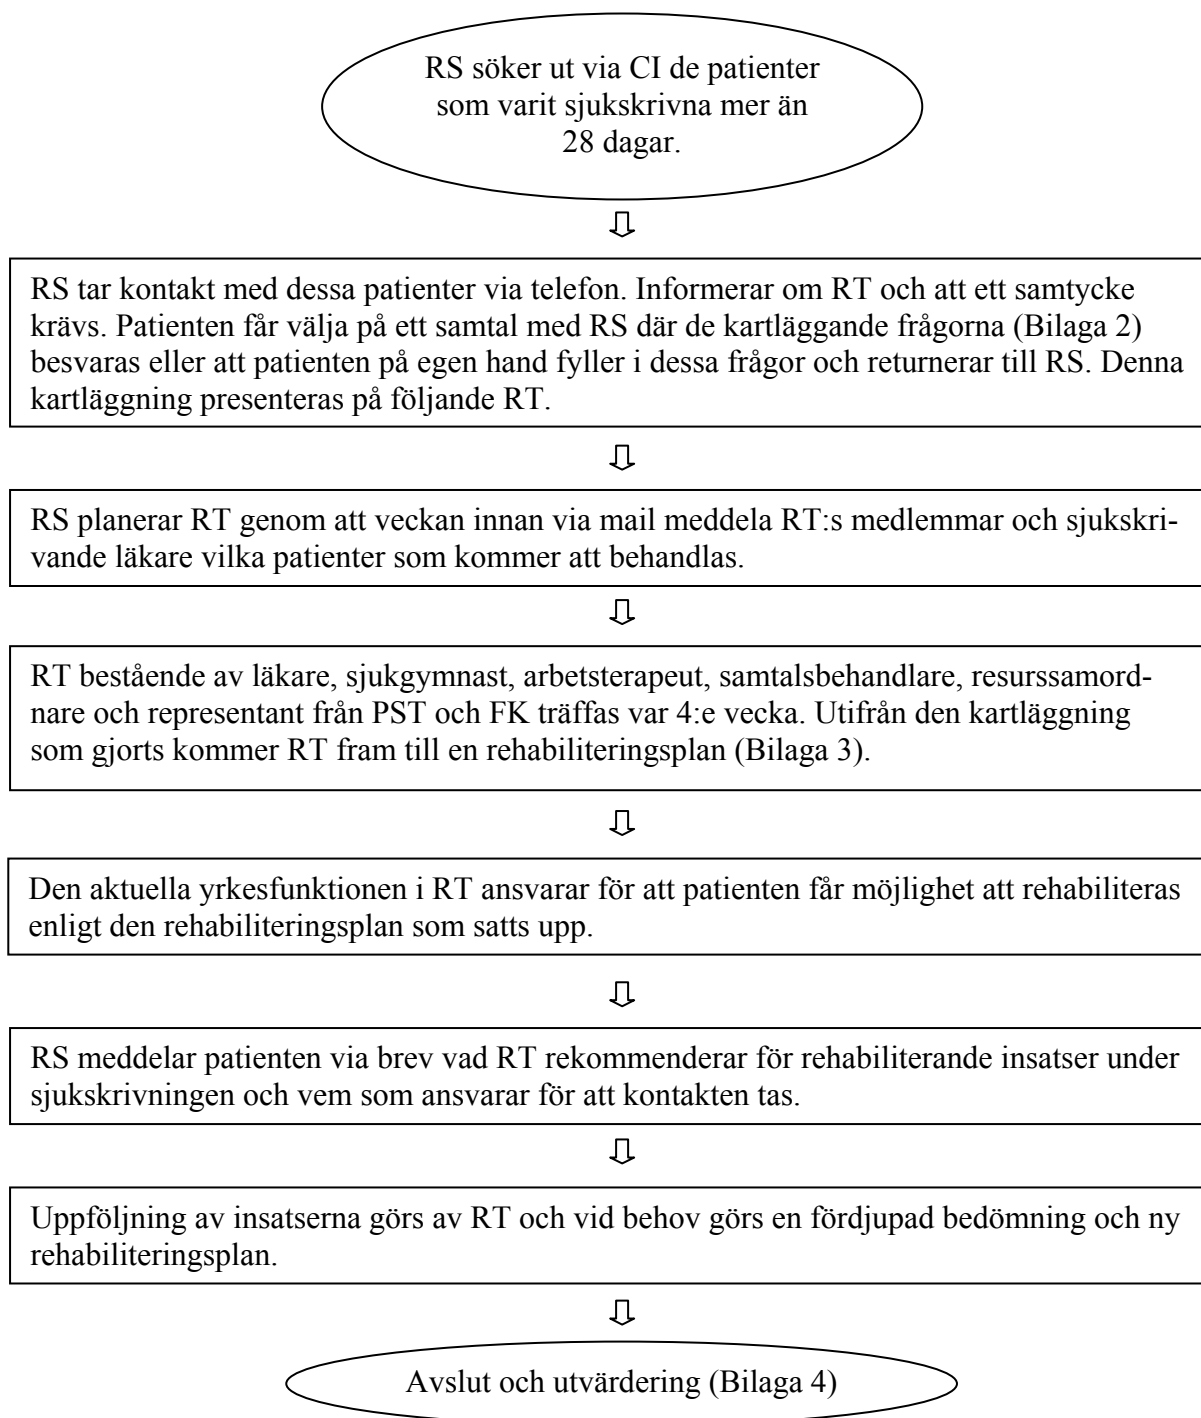 RS söker ut via CI de patienter
som varit sjukskrivna mer än
28 dagar.
RS tar kontakt med dessa patienter via telefon. Informerar om RT och att ett samtycke
krävs. Patienten får välja på ett samtal med RS där de kartläggande frågorna (Bilaga 2)
besvaras eller att patienten på egen hand fyller i dessa frågor och returnerar till RS. Denna
kartläggning presenteras på följande RT.
RS planerar RT genom att veckan innan via mail meddela RT:s medlemmar och sjukskri-
vande läkare vilka patienter som kommer att behandlas.
RT bestående av läkare, sjukgymnast, arbetsterapeut, samtalsbehandlare, resurssamord-
nare och representant från PST och FK träffas var 4:e vecka. Utifrån den kartläggning
som gjorts kommer RT fram till en rehabiliteringsplan (Bilaga 3).
Den aktuella yrkesfunktionen i RT ansvarar för att patienten får möjlighet att rehabiliteras
enligt den rehabiliteringsplan som satts upp.
RS meddelar patienten via brev vad RT rekommenderar för rehabiliterande insatser under
sjukskrivningen och vem som ansvarar för att kontakten tas.
Uppföljning av insatserna görs av RT och vid behov görs en fördjupad bedömning och ny
rehabiliteringsplan.
Avslut och utvärdering (Bilaga 4)